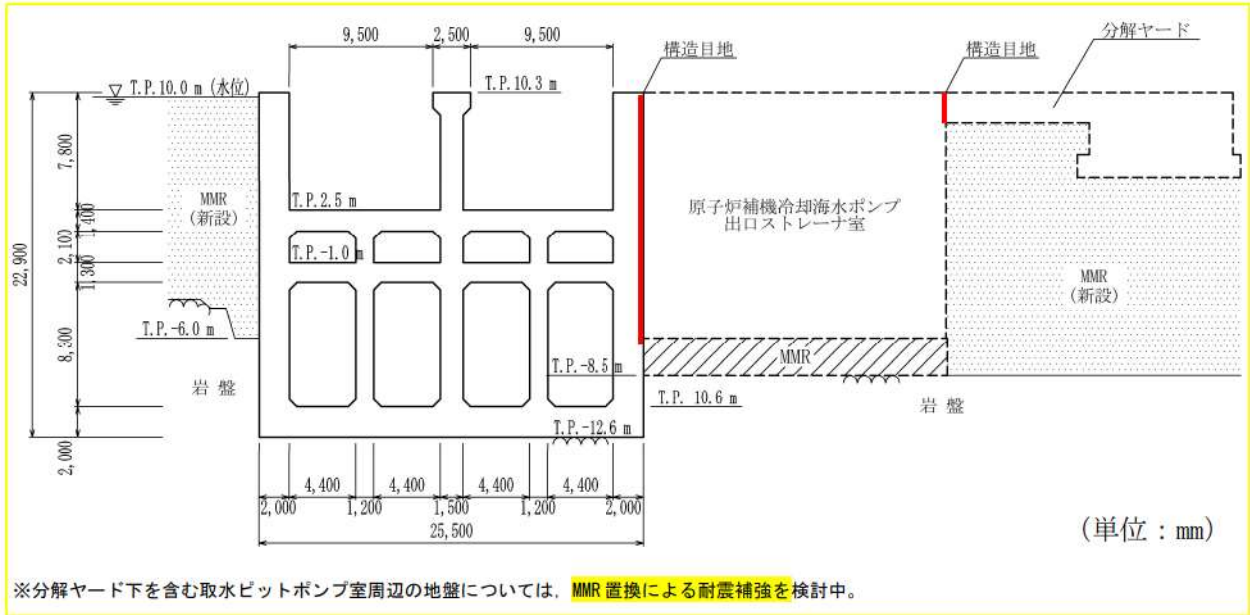 9,500
2,500
9,500
構造目地
構造目地
分解ヤード
▽ T.P.10.0 m (水位)
T.P.10.3 m
7,800
MMR
(新設)
T.P.2.5 m
1,400
2,100
T.P.-1.0 m
1,300
22,900
原子炉補機冷却海水ポンプ
出口ストレーナ室
MMR
(新設)
T.P.-6.0 m
8,300
MMR
T.P.-8.5 m
岩 盤
T.P. 10.6 m
岩 盤
T.P.-12.6 m
2,000
4,400
4,400
4,400
4,400
2,000
1,200
1,500
1,200
2,000
25,500
(単位：mm)
※分解ヤード下を含む取水ピットポンプ室周辺の地盤については，MMR 置換による耐震補強を検討中。